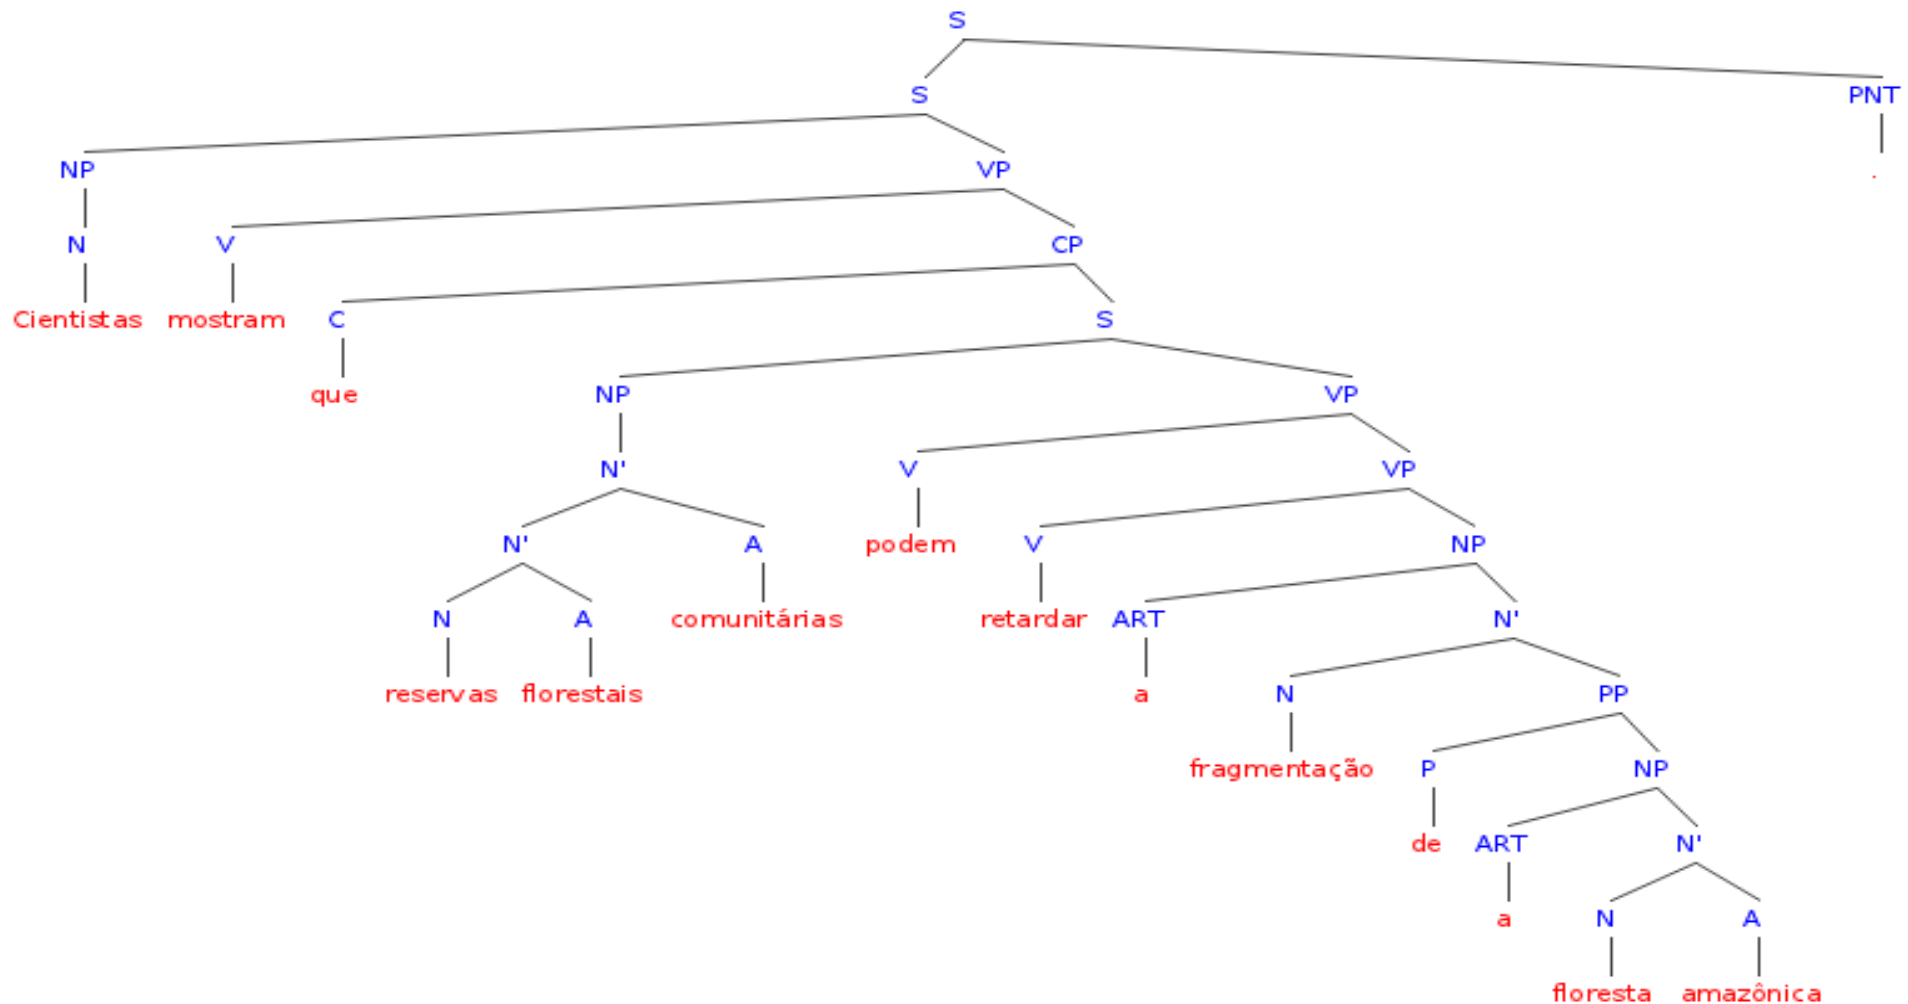 S
S PNT
NP VP .
N V CP
Cientistas mostram C S
que NP VP
N' V VP
N' A podem V NP
N A comunitárias retardar ART N'
reservas florestais a N PP
fragmentação P NP
de ART N'
a N A
floresta amazônica